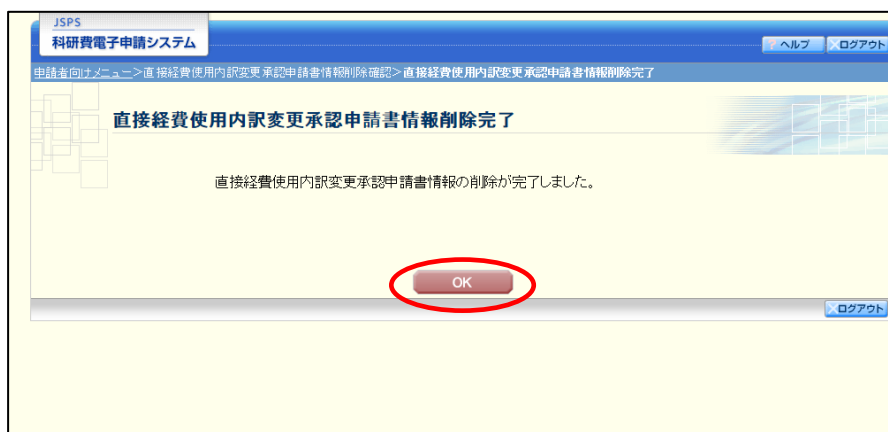 JSPS
科研費電子申請システム
? ヘルプ ログアウト
申請者向けメニュー>直接経費使用内訳変更承認申請書情報削除確認>直接経費使用内訳変更承認申請書情報削除完了
直接経費使用内訳変更承認申請書情報削除完了
直接経費使用内訳変更承認申請書情報の削除が完了しました。
OK
ログアウト